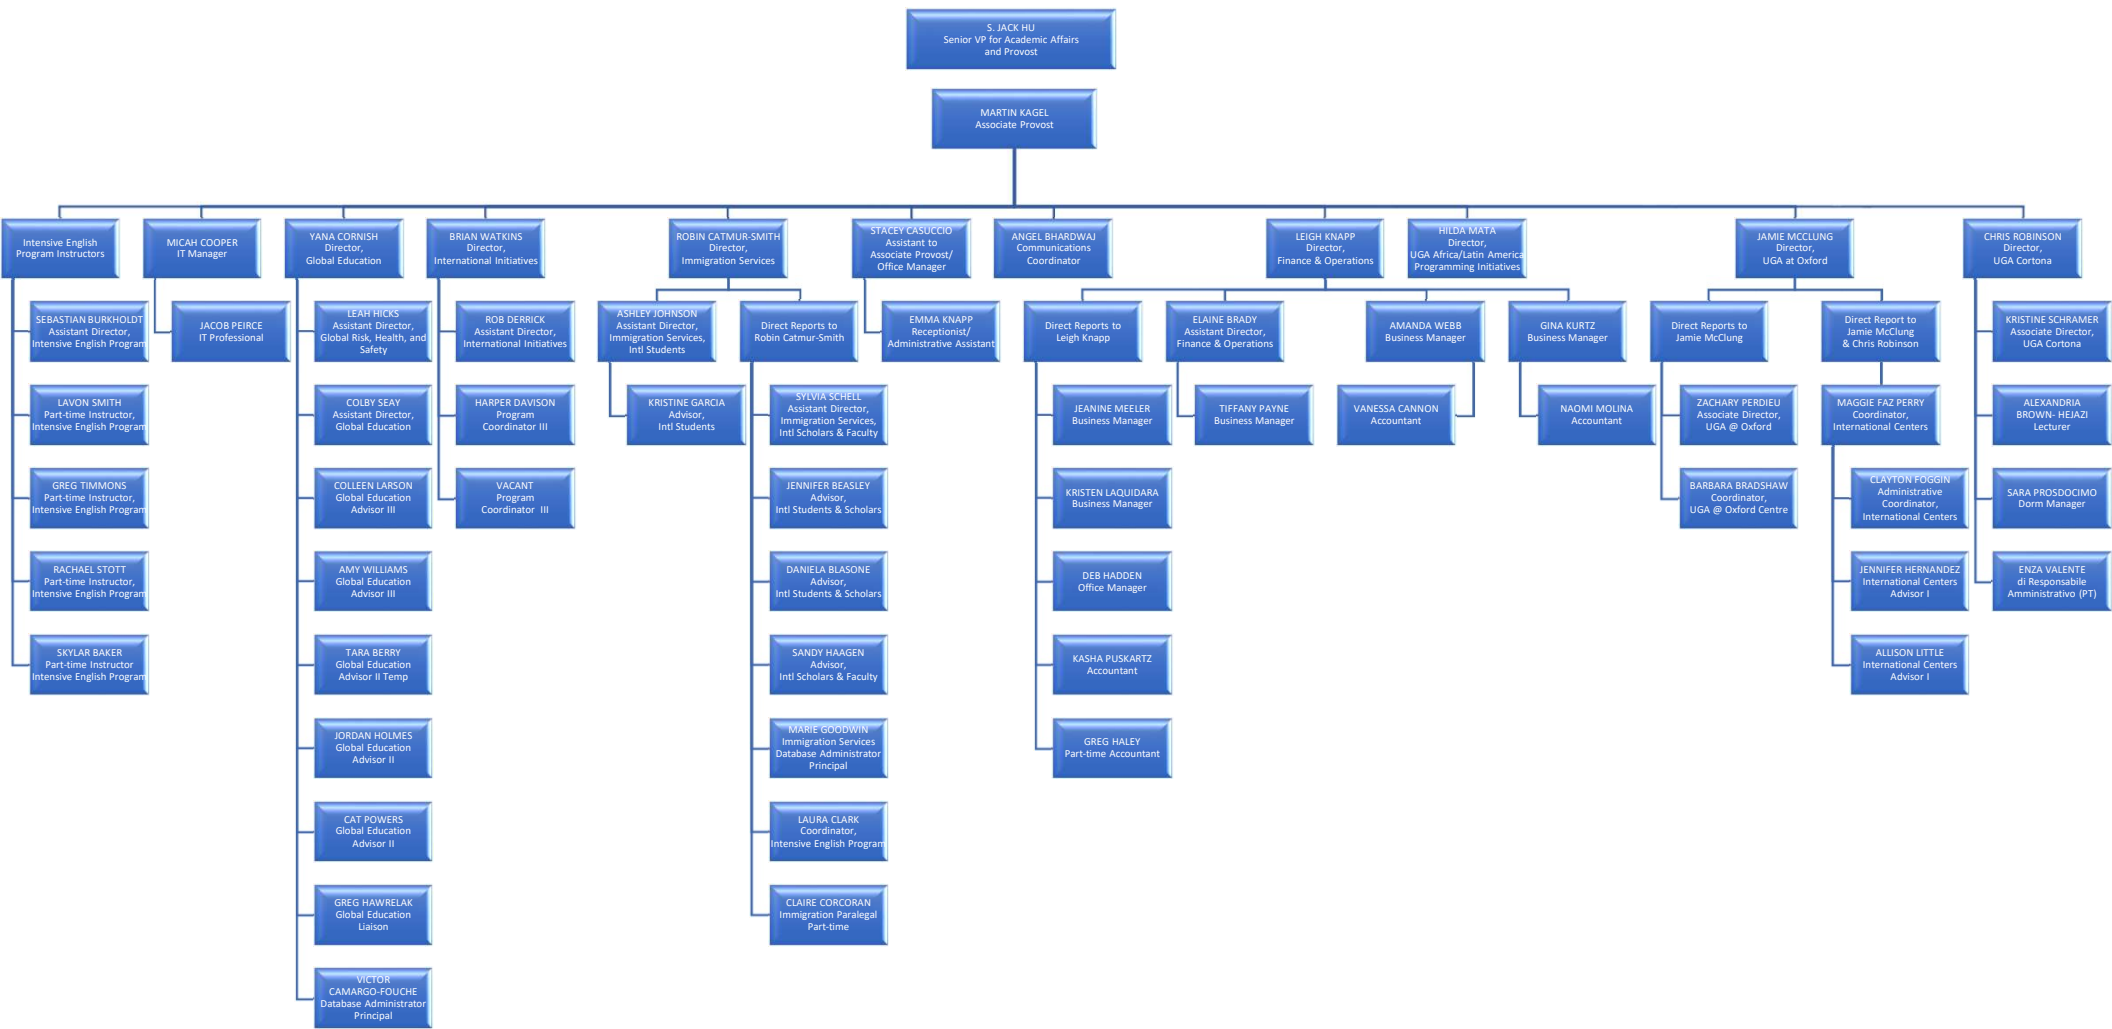 S. JACK HU
Senior VP for Academic Affairs
and Provost
MARTIN KAGEL
Associate Provost
Intensive English
Program Instructors
MICAH COOPER
IT Manager
YANA CORNISH
Director,
Global Education
BRIAN WATKINS
Director,
International Initiatives
ROBIN CATMUR-SMITH
Director,
Immigration Services
STACEY CASUCCIO
Assistant to
Associate Provost/
Office Manager
ANGEL BHARDWAJ
Communications
Coordinator
LEIGH KNAPP
Director,
Finance & Operations
HILDA MATA
Director,
UGA Africa/Latin America
Programming Initiatives
JAMIE MCCLUNG
Director,
UGA at Oxford
CHRIS ROBINSON
Director,
UGA Cortona
SEBASTIAN BURKHOLDT
Assistant Director,
Intensive English Program
JACOB PEIRCE
IT Professional
LEAH HICKS
Assistant Director,
Global Risk, Health, and
Safety
ROB DERRICK
Assistant Director,
International Initiatives
ASHLEY JOHNSON
Assistant Director,
Immigration Services,
Intl Students
Direct Reports to
Robin Catmur-Smith
EMMA KNAPP
Receptionist/
Administrative Assistant
Direct Reports to
Leigh Knapp
ELAINE BRADY
Assistant Director,
Finance & Operations
AMANDA WEBB
Business Manager
GINA KURTZ
Business Manager
Direct Reports to
Jamie McClung
Direct Report to
Jamie McClung
& Chris Robinson
KRISTINE SCHRAMER
Associate Director,
UGA Cortona
LAVON SMITH
Part-time Instructor,
Intensive English Program
COLBY SEAY
Assistant Director,
Global Education
HARPER DAVISON
Program
Coordinator III
KRISTINE GARCIA
Advisor,
Intl Students
SYLVIA SCHELL
Assistant Director,
Immigration Services,
Intl Scholars & Faculty
JEANINE MEELER
Business Manager
TIFFANY PAYNE
Business Manager
VANESSA CANNON
Accountant
NAOMI MOLINA
Accountant
ZACHARY PERDIEU
Associate Director,
UGA @ Oxford
MAGGIE FAZ PERRY
Coordinator,
International Centers
ALEXANDRIA
BROWN- HEJAZI
Lecturer
GREG TIMMONS
Part-time Instructor,
Intensive English Program
COLLEEN LARSON
Global Education
Advisor III
VACANT
Program
Coordinator  III
JENNIFER BEASLEY
Advisor,
Intl Students & Scholars
KRISTEN LAQUIDARA
Business Manager
BARBARA BRADSHAW
Coordinator,
UGA @ Oxford Centre
CLAYTON FOGGIN
Administrative
Coordinator,
International Centers
SARA PROSDOCIMO
Dorm Manager
RACHAEL STOTT
Part-time Instructor,
Intensive English Program
AMY WILLIAMS
Global Education
Advisor III
DANIELA BLASONE
Advisor,
Intl Students & Scholars
DEB HADDEN
Office Manager
JENNIFER HERNANDEZ
International Centers
Advisor I
ENZA VALENTE
di Responsabile
Amministrativo (PT)
SKYLAR BAKER
Part-time Instructor
Intensive English Program
TARA BERRY
Global Education
Advisor II Temp
SANDY HAAGEN
Advisor,
Intl Scholars & Faculty
KASHA PUSKARTZ
Accountant
ALLISON LITTLE
International Centers
Advisor I
JORDAN HOLMES
Global Education
Advisor II
MARIE GOODWIN
Immigration Services
Database Administrator
Principal
GREG HALEY
Part-time Accountant
CAT POWERS
Global Education
Advisor II
LAURA CLARK
Coordinator,
Intensive English Program
GREG HAWRELAK
Global Education
Liaison
CLAIRE CORCORAN
Immigration Paralegal
Part-time
VICTOR
CAMARGO-FOUCHE
Database Administrator
Principal